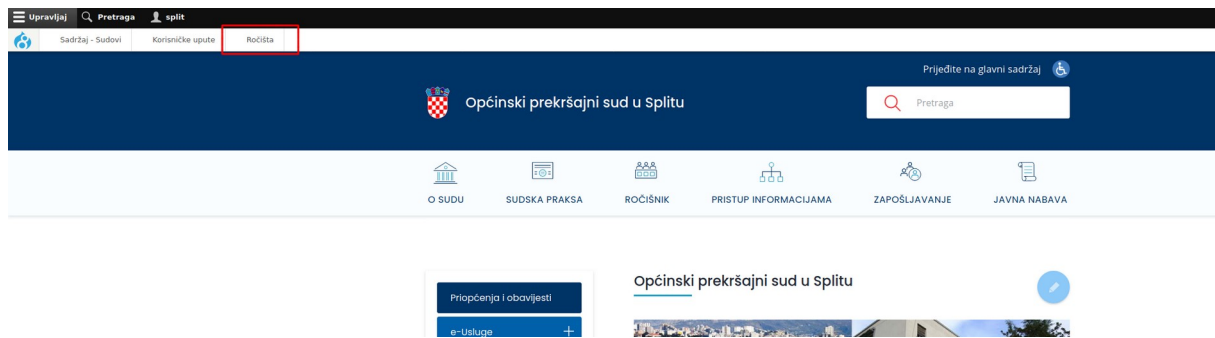 Upravljaj Pretraga split
Sadržaj - Sudovi Korisničke upute Ročišta
Prijeđite na glavni sadržaj
Općinski prekršajni sud u Splitu
Pretraga
O SUDU SUDSKA PRAKSA ROČIŠNIK PRISTUP INFORMACIJAMA ZAPOŠLJAVANJE JAVNA NABAVA
Priopćenja i obavijesti
e-Usluge +
Općinski prekršajni sud u Splitu